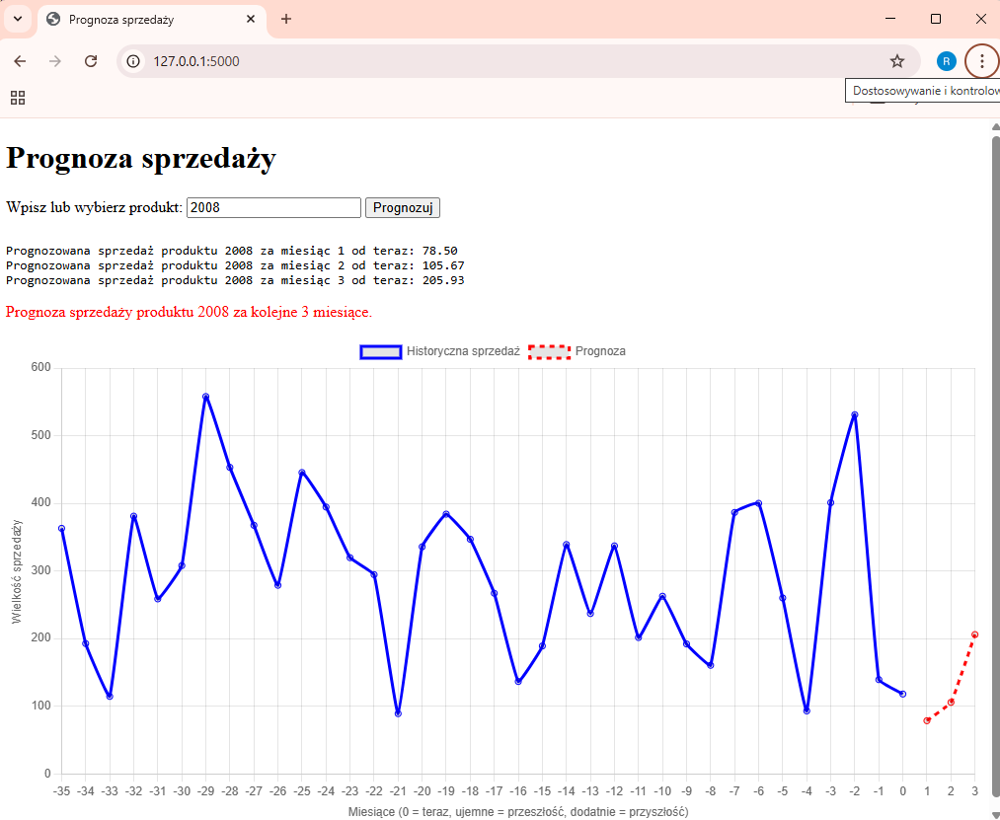 Prognoza sprzedaży
127.0.0.1:5000
R
Dostosowywanie i kontrolow
Prognoza sprzedaży
Wpisz lub wybierz produkt: 2008 Prognozuj
Prognozowana sprzedaż produktu 2008 za miesiąc 1 od teraz: 78.50
Prognozowana sprzedaż produktu 2008 za miesiąc 2 od teraz: 105.67
Prognozowana sprzedaż produktu 2008 za miesiąc 3 od teraz: 205.93
Prognoza sprzedaży produktu 2008 za kolejne 3 miesiące.
Historyczna sprzedaż Prognoza
600
500
400
300
200
100
0
Wielkość sprzedaży
-35 -34 -33 -32 -31 -30 -29 -28 -27 -26 -25 -24 -23 -22 -21 -20 -19 -18 -17 -16 -15 -14 -13 -12 -11 -10 -9 -8 -7 -6 -5 -4 -3 -2 -1 0 1 2 3
Miesiące (0 = teraz, ujemne = przeszłość, dodatnie = przyszłość)